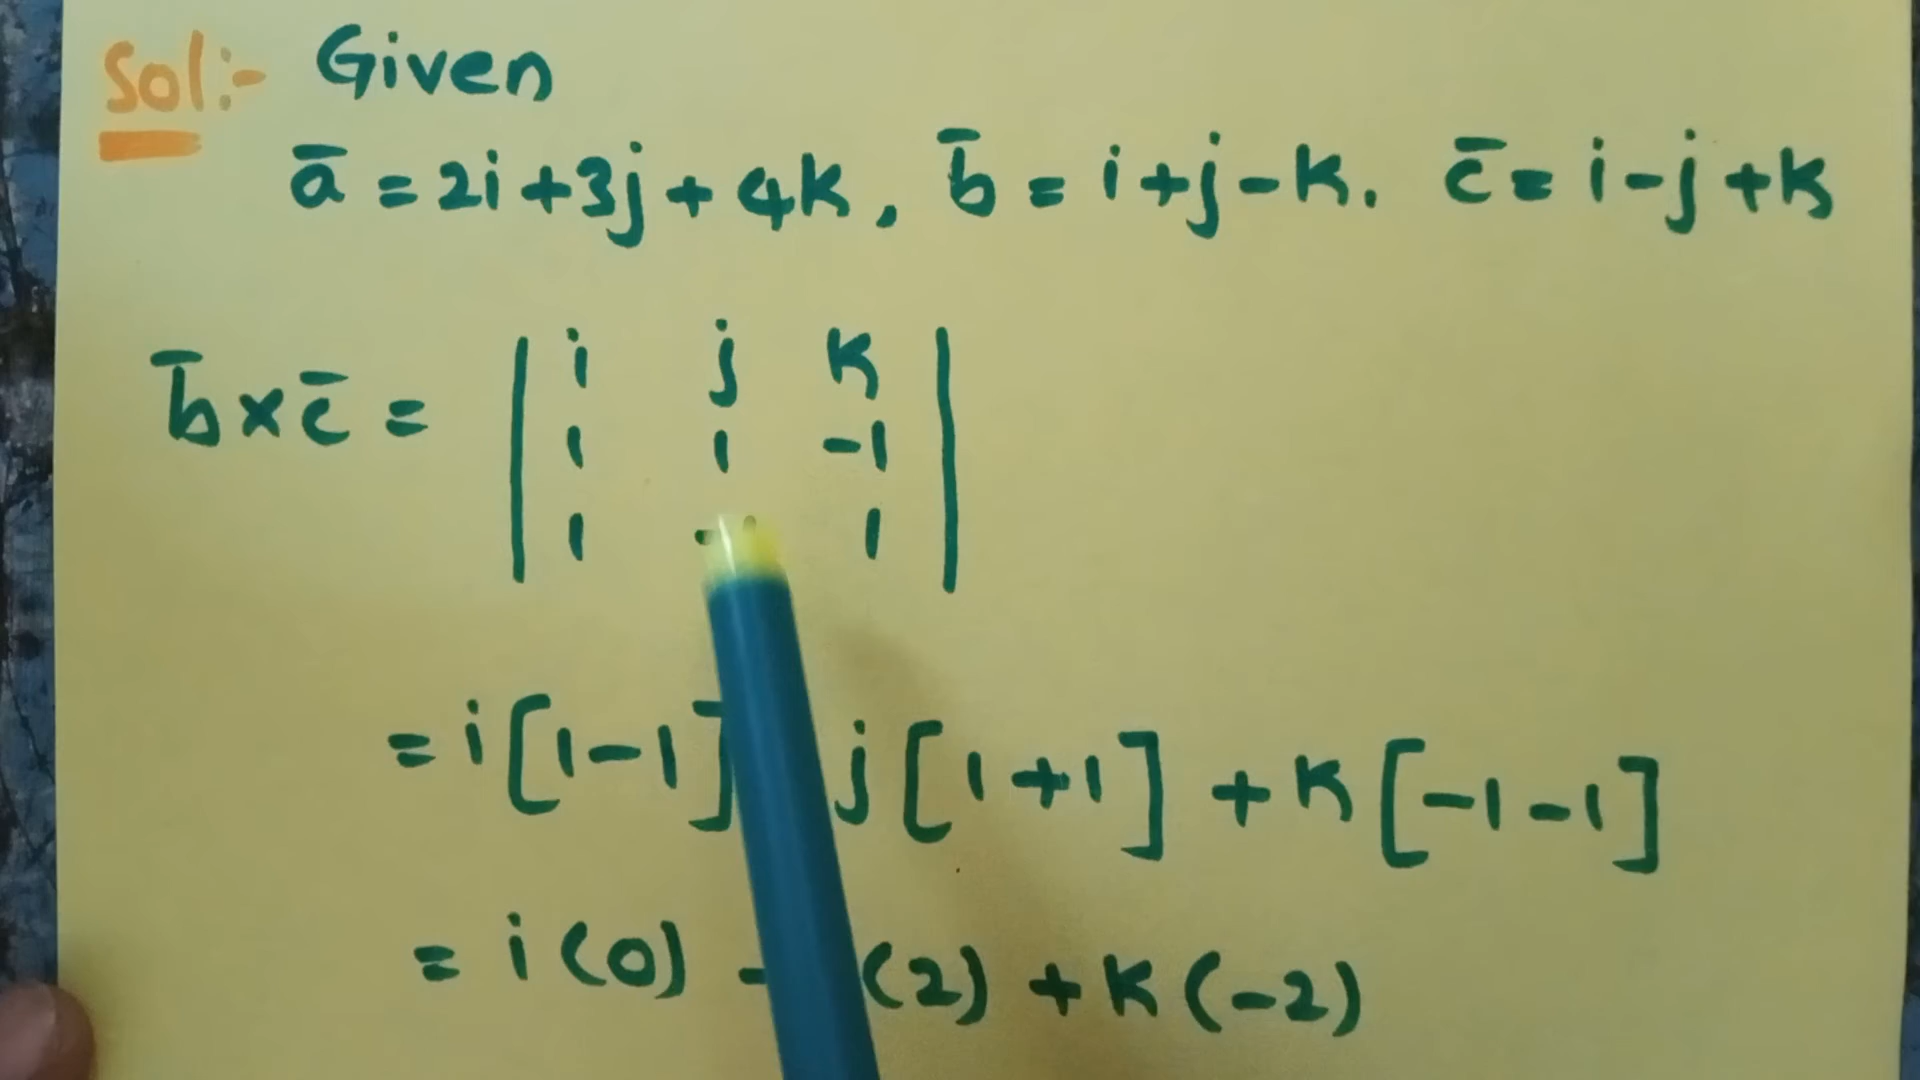 Sol:- Given
a̅ = 2i+3j+4k, b̅ = i+j-k. c̅ = i-j+k
b̅×c̅ = | i j k |
| 1 1 -1 |
| 1 1 |
= i[1-1] j[1+1] + k[-1-1]
= i(0) - (2) + k(-2)